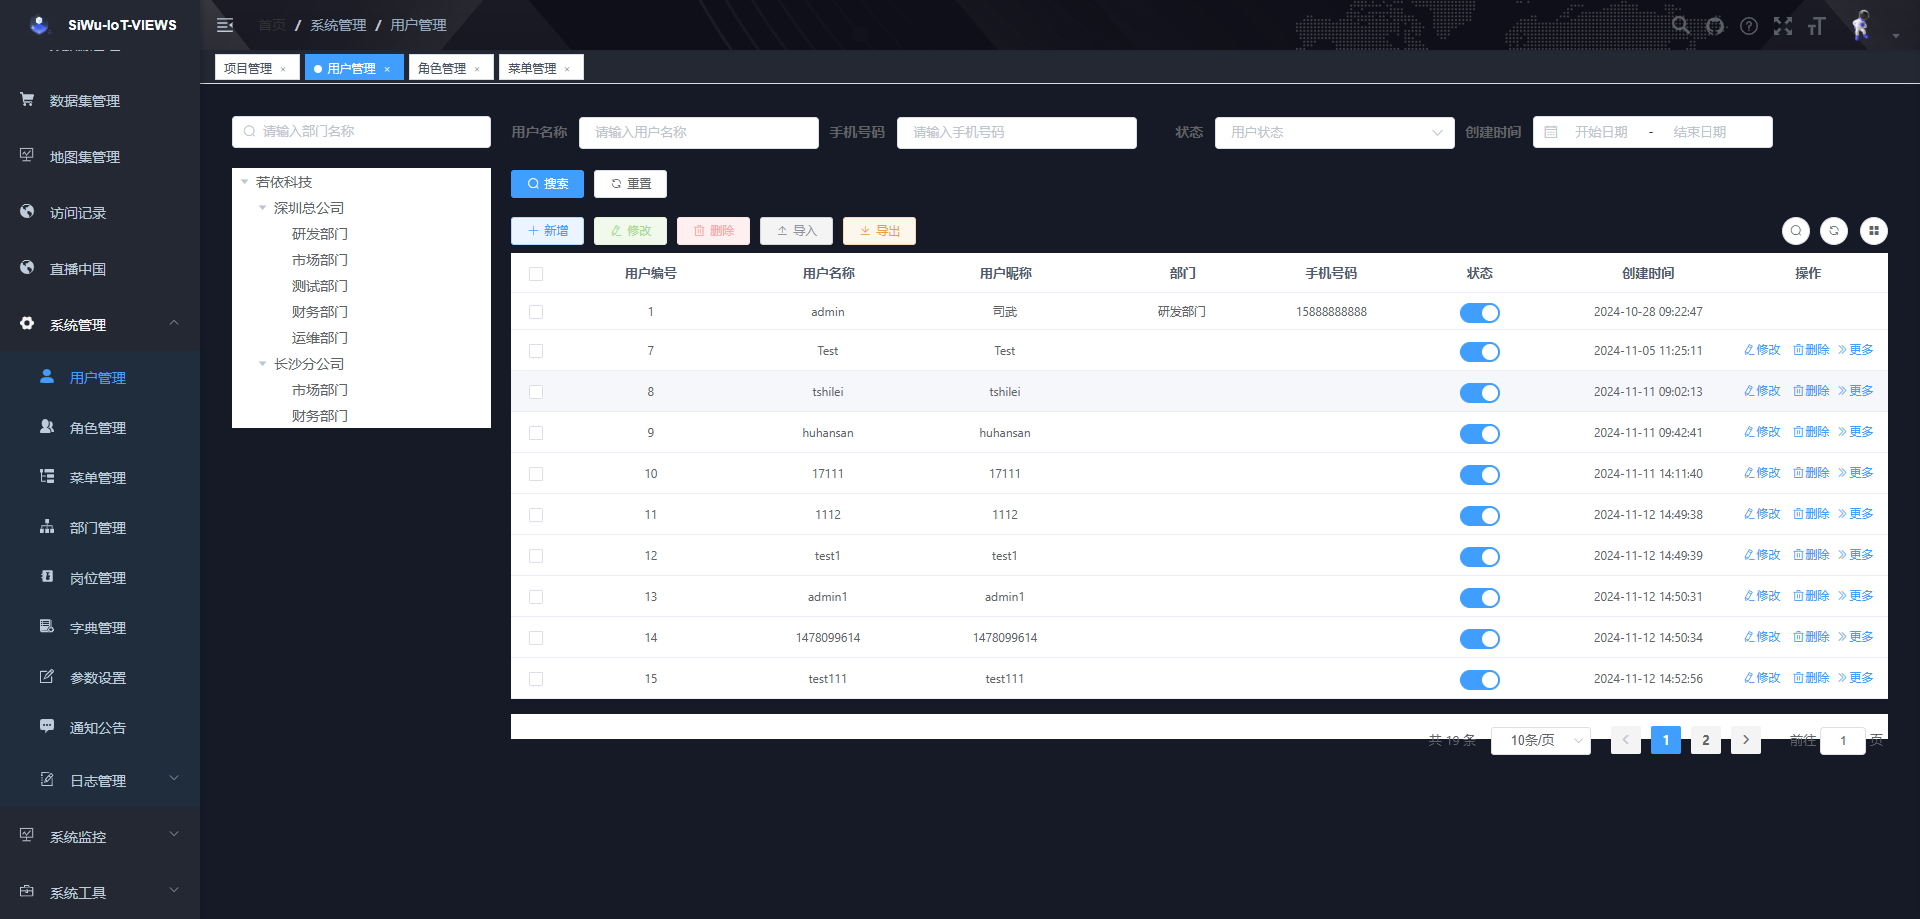 SiWu-IoT-VIEWS
首页 / 系统管理 / 用户管理
项目管理 × 用户管理 × 角色管理 × 菜单管理 ×
数据集管理
地图集管理
访问记录
直播中国
系统管理
用户管理
角色管理
菜单管理
部门管理
岗位管理
字典管理
参数设置
通知公告
日志管理
系统监控
系统工具
请输入部门名称
若依科技
深圳总公司
研发部门
市场部门
测试部门
财务部门
运维部门
长沙分公司
市场部门
财务部门
用户名称 请输入用户名称 手机号码 请输入手机号码 状态 用户状态 创建时间 开始日期 - 结束日期
搜索 重置
新增 修改 删除 导入 导出
用户编号 用户名称 用户昵称 部门 手机号码 状态 创建时间 操作
1 admin 司武 研发部门 15888888888 2024-10-28 09:22:47
7 Test Test 2024-11-05 11:25:11 修改 删除 更多
8 tshilei tshilei 2024-11-11 09:02:13 修改 删除 更多
9 huhansan huhansan 2024-11-11 09:42:41 修改 删除 更多
10 17111 17111 2024-11-11 14:11:40 修改 删除 更多
11 1112 1112 2024-11-12 14:49:38 修改 删除 更多
12 test1 test1 2024-11-12 14:49:39 修改 删除 更多
13 admin1 admin1 2024-11-12 14:50:31 修改 删除 更多
14 1478099614 1478099614 2024-11-12 14:50:34 修改 删除 更多
15 test111 test111 2024-11-12 14:52:56 修改 删除 更多
共 19 条 10条/页 1 2 前往 1 页